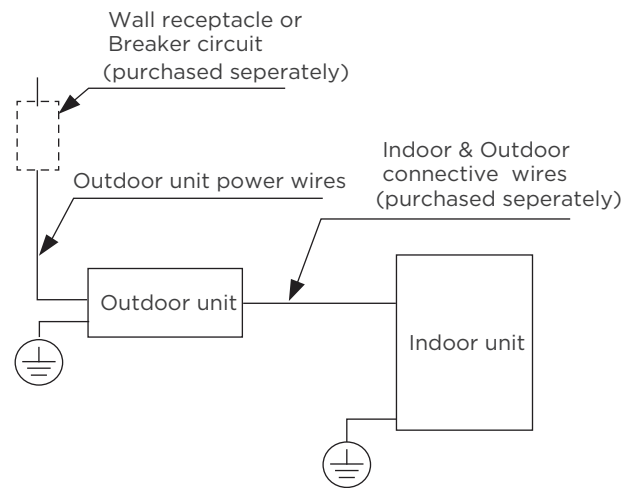 Wall receptacle or
Breaker circuit
(purchased seperately)
Indoor & Outdoor
connective wires
(purchased seperately)
Outdoor unit power wires
Outdoor unit
Indoor unit